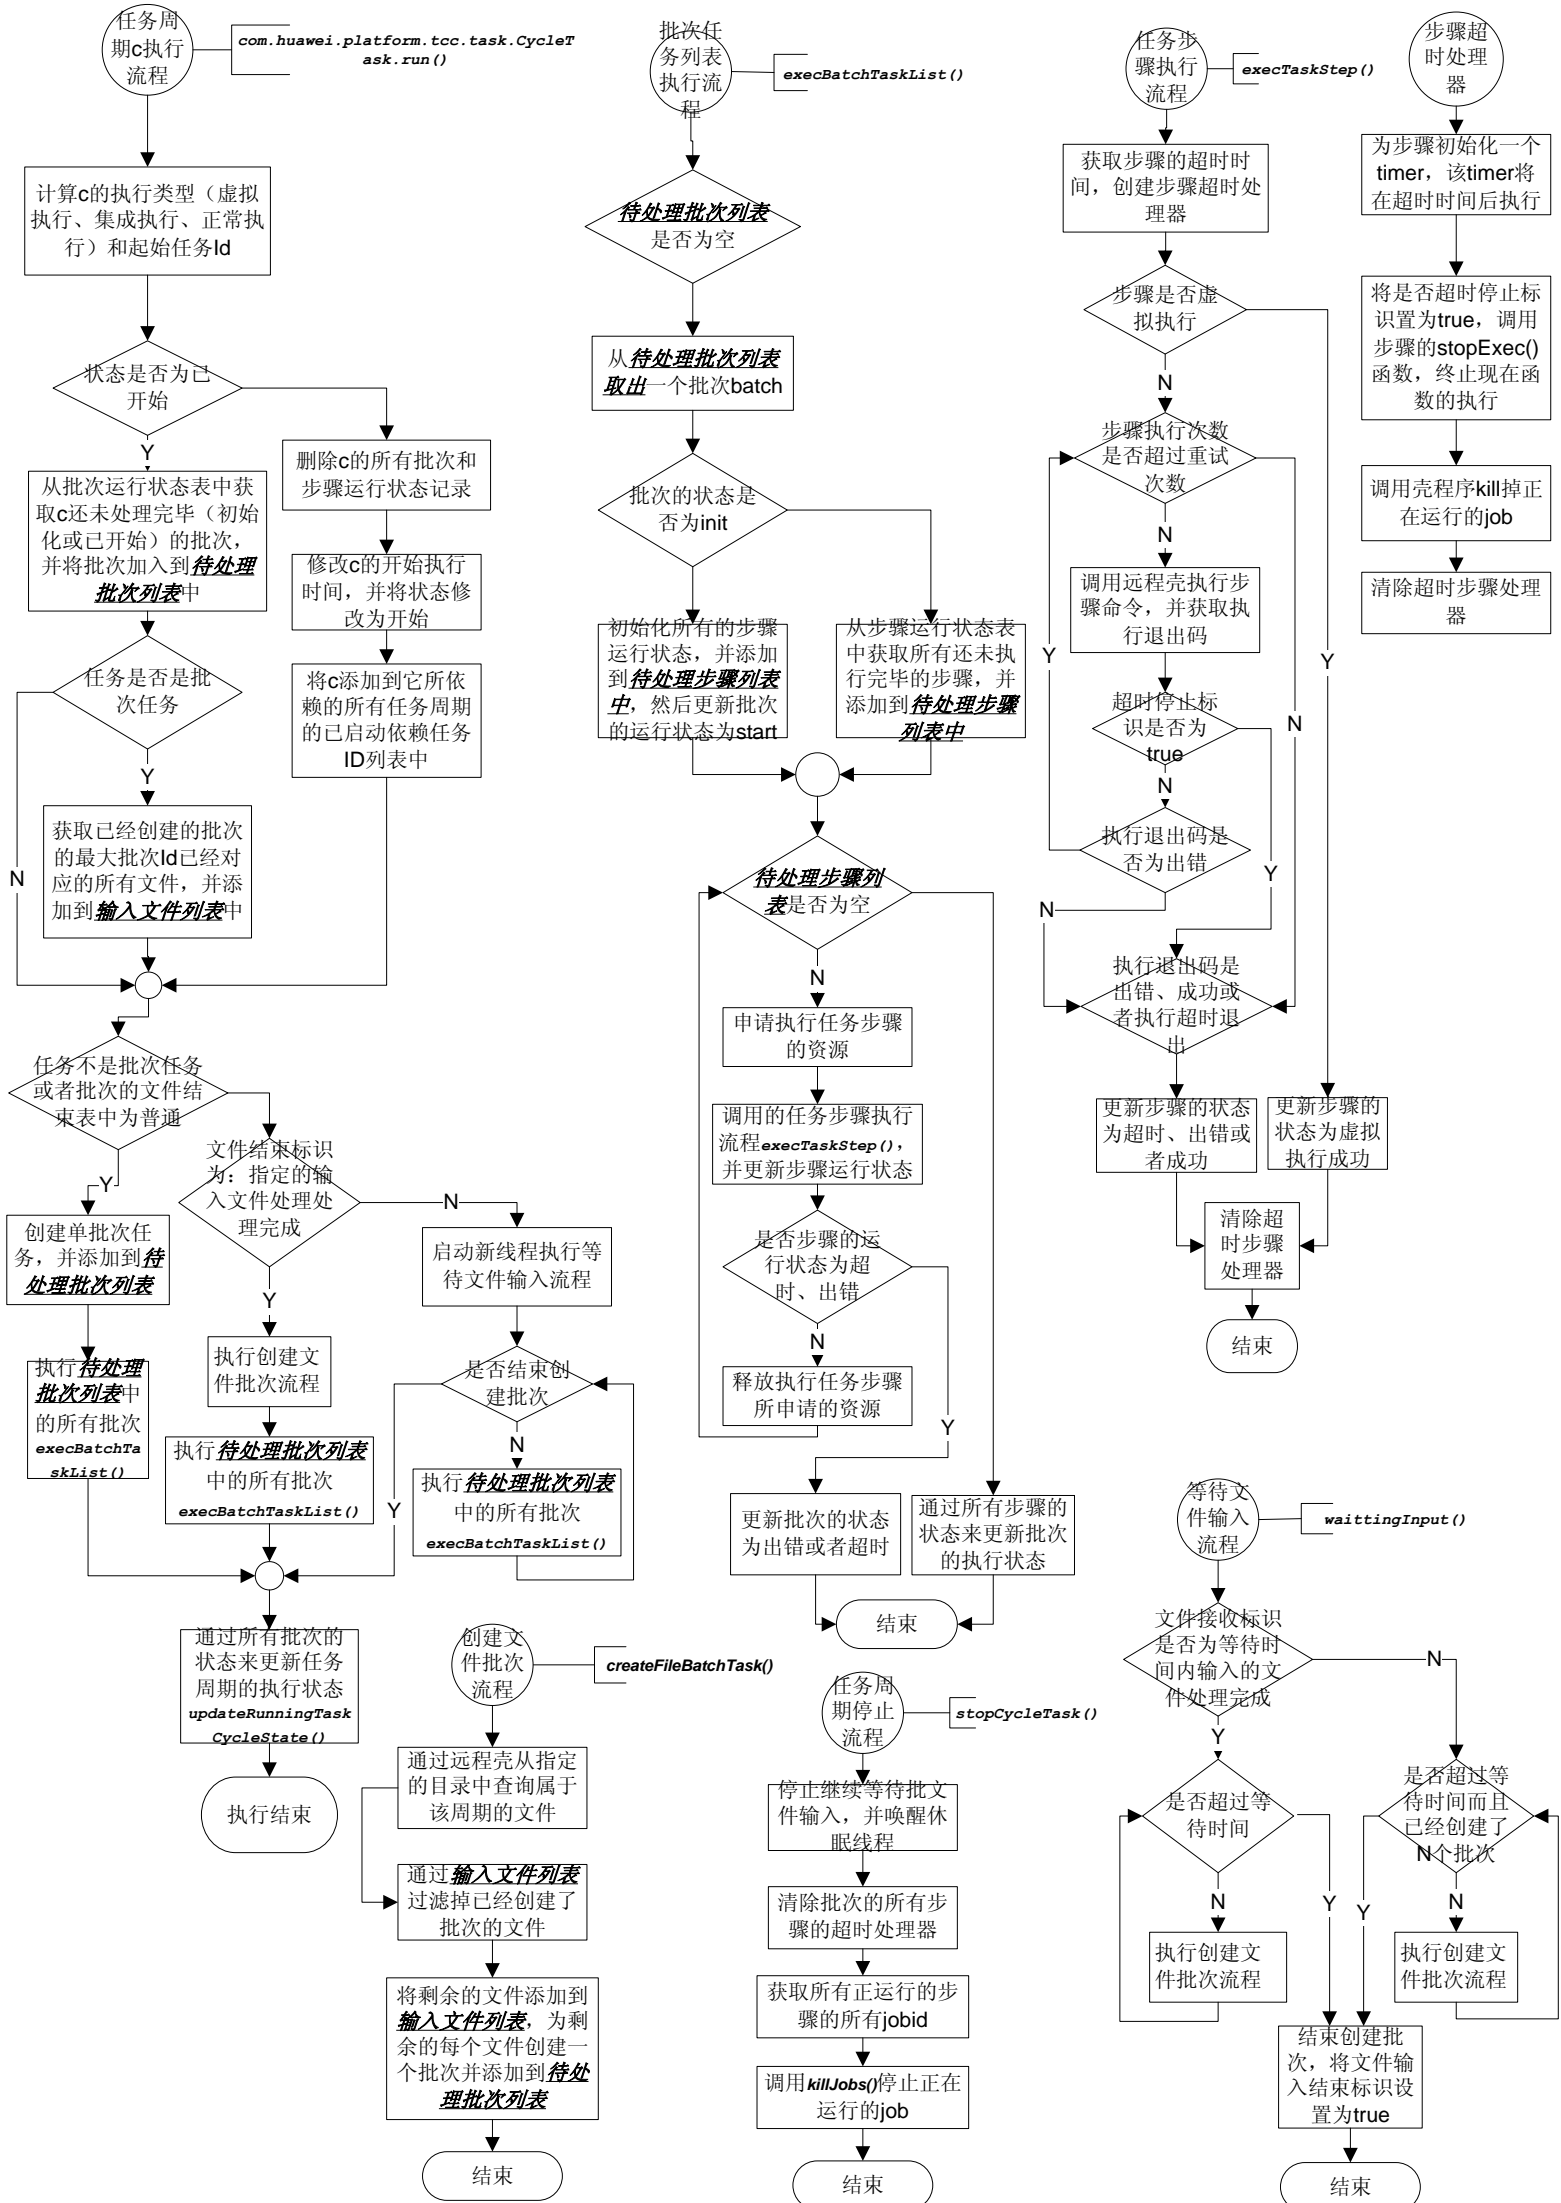 任务周
期c执行
流程
com.huawei.platform.tcc.task.CycleT
ask.run()
计算c的执行类型（虚拟
执行、集成执行、正常执
行）和起始任务Id
状态是否为已
开始
Y
从批次运行状态表中获
取c还未处理完毕（初始
化或已开始）的批次，
并将批次加入到待处理
批次列表中
删除c的所有批次和
步骤运行状态记录
修改c的开始执行
时间，并将状态修
改为开始
将c添加到它所依
赖的所有任务周期
的已启动依赖任务
ID列表中
任务是否是批
次任务
Y
N
获取已经创建的批次
的最大批次Id已经对
应的所有文件，并添
加到输入文件列表中
任务不是批次任务
或者批次的文件结
束表中为普通
Y
创建单批次任
务，并添加到待
处理批次列表
执行待处理
批次列表中
的所有批次
execBatchTa
skList()
文件结束标识
为：指定的输
入文件处理处
理完成
N
Y
执行创建文
件批次流程
执行待处理批次列表
中的所有批次
execBatchTaskList()
启动新线程执行等
待文件输入流程
是否结束创
建批次
N
Y
执行待处理批次列表
中的所有批次
execBatchTaskList()
通过所有批次的
状态来更新任务
周期的执行状态
updateRunningTask
CycleState()
执行结束
批次任
务列表
执行流
程
execBatchTaskList()
待处理批次列表
是否为空
从待处理批次列表
取出一个批次batch
批次的状态是
否为init
初始化所有的步骤
运行状态，并添加
到待处理步骤列表
中，然后更新批次
的运行状态为start
从步骤运行状态表
中获取所有还未执
行完毕的步骤，并
添加到待处理步骤
列表中
待处理步骤列
表是否为空
N
申请执行任务步骤
的资源
调用的任务步骤执行
流程execTaskStep()，
并更新步骤运行状态
是否步骤的运
行状态为超
时、出错
N
释放执行任务步骤
所申请的资源
Y
更新批次的状态
为出错或者超时
Y
通过所有步骤的
状态来更新批次
的执行状态
结束
任务步
骤执行
流程
execTaskStep()
获取步骤的超时时
间，创建步骤超时处
理器
步骤是否虚
拟执行
N
步骤执行次数
是否超过重试
次数
N
调用远程壳执行步
骤命令，并获取执
行退出码
Y
Y
超时停止标
识是否为
true
N
N
执行退出码是
否为出错
Y
N
执行退出码是
出错、成功或
者执行超时退
出
更新步骤的状态
为超时、出错或
者成功
更新步骤的
状态为虚拟
执行成功
清除超
时步骤
处理器
结束
步骤超
时处理
器
为步骤初始化一个
timer，该timer将
在超时时间后执行
将是否超时停止标
识置为true，调用
步骤的stopExec()
函数，终止现在函
数的执行
调用壳程序kill掉正
在运行的job
清除超时步骤处理
器
创建文
件批次
流程
createFileBatchTask()
通过远程壳从指定
的目录中查询属于
该周期的文件
通过输入文件列表
过滤掉已经创建了
批次的文件
将剩余的文件添加到
输入文件列表，为剩
余的每个文件创建一
个批次并添加到待处
理批次列表
结束
任务周
期停止
流程
stopCycleTask()
停止继续等待批文
件输入，并唤醒休
眠线程
清除批次的所有步
骤的超时处理器
获取所有正运行的步
骤的所有jobid
调用killJobs()停止正在
运行的job
结束
等待文
件输入
流程
waittingInput()
文件接收标识
是否为等待时
间内输入的文
件处理完成
N
Y
是否超过等
待时间
N
Y
执行创建文
件批次流程
是否超过等
待时间而且
已经创建了
N个批次
N
Y
执行创建文
件批次流程
结束创建批
次，将文件输
入结束标识设
置为true
结束